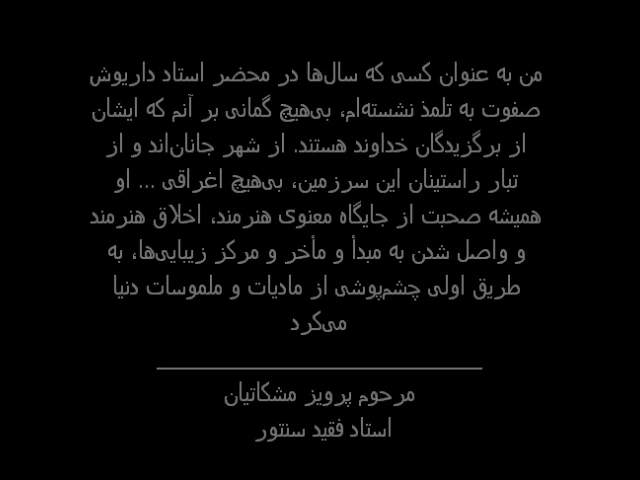 من به عنوان کسی که سال‌ها در محضر استاد داریوش
صفوت به تلمذ نشسته‌ام، بی‌هیچ گمانی بر آنم که ایشان
از برگزیدگان خداوند هستند. از شهر جانان‌اند و از
تبار راستینان این سرزمین، بی‌هیچ اغراقی ... او
همیشه صحبت از جایگاه معنوی هنرمند، اخلاق هنرمند
و واصل شدن به مبدأ و مأخر و مرکز زیبایی‌ها، به
طریق اولی چشم‌پوشی از مادیات و ملموسات دنیا
می‌کرد
مرحوم پرویز مشکاتیان
استاد فقید سنتور